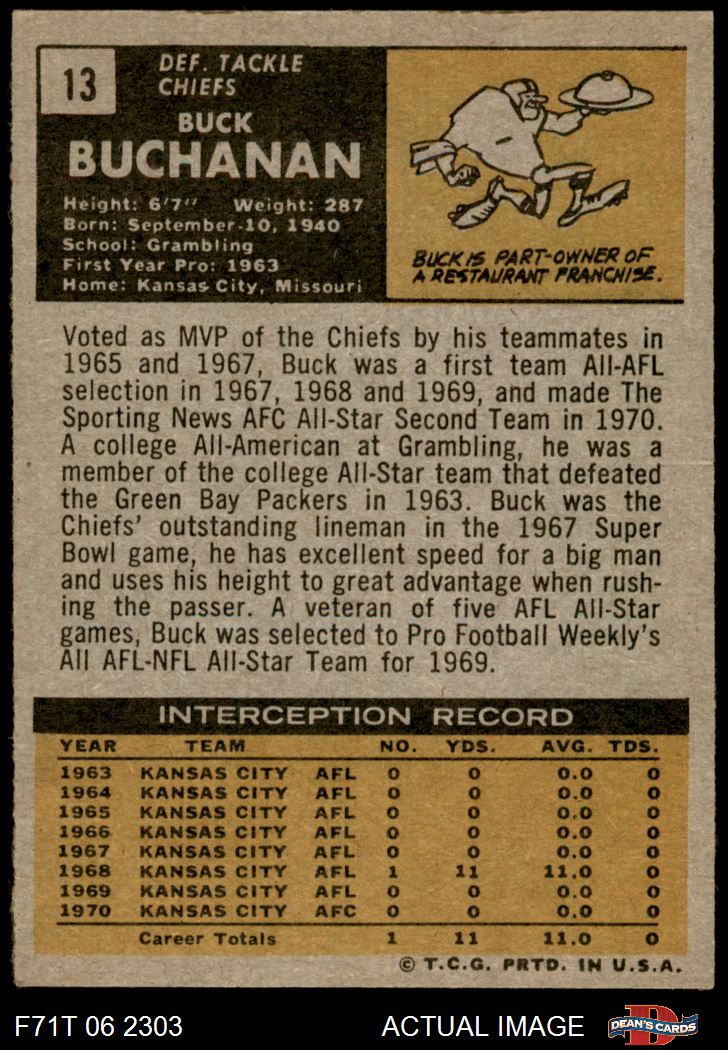 13
DEF. TACKLE
CHIEFS
BUCK
BUCHANAN
Height: 6'7" Weight: 287
Born: September 10, 1940
School: Grambling
First Year Pro: 1963
Home: Kansas City, Missouri
BUCK IS PART-OWNER OF
A RESTAURANT FRANCHISE.
Voted as MVP of the Chiefs by his teammates in
1965 and 1967, Buck was a first team All-AFL
selection in 1967, 1968 and 1969, and made The
Sporting News AFC All-Star Second Team in 1970.
A college All-American at Grambling, he was a
member of the college All-Star team that defeated
the Green Bay Packers in 1963. Buck was the
Chiefs' outstanding lineman in the 1967 Super
Bowl game, he has excellent speed for a big man
and uses his height to great advantage when rush-
ing the passer. A veteran of five AFL All-Star
games, Buck was selected to Pro Football Weekly's
All AFL-NFL All-Star Team for 1969.
INTERCEPTION RECORD
YEAR TEAM NO. YDS. AVG. TDS.
1963 KANSAS CITY AFL 0 0 0.0 0
1964 KANSAS CITY AFL 0 0 0.0 0
1965 KANSAS CITY AFL 0 0 0.0 0
1966 KANSAS CITY AFL 0 0 0.0 0
1967 KANSAS CITY AFL 0 0 0.0 0
1968 KANSAS CITY AFL 1 11 11.0 0
1969 KANSAS CITY AFL 0 0 0.0 0
1970 KANSAS CITY AFC 0 0 0.0 0
Career Totals 1 11 11.0 0
© T.C.G. PRTD. IN U.S.A.
F71T 06 2303 ACTUAL IMAGE D DEAN'S CARDS